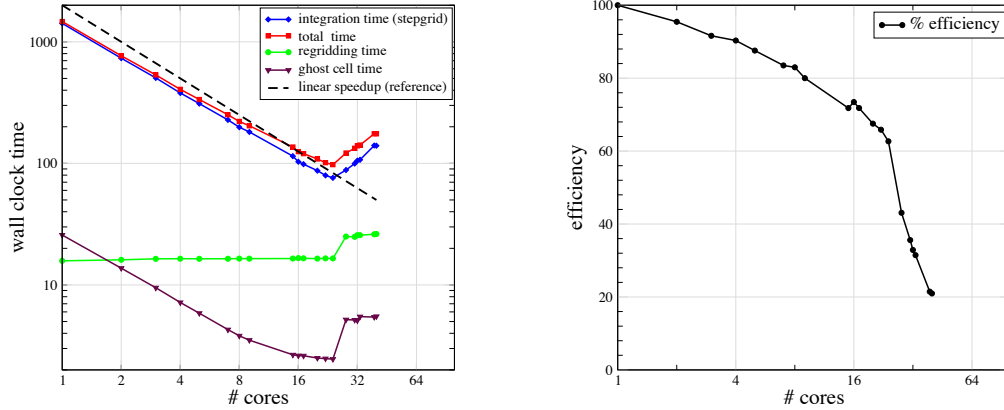 integration time (stepgrid)
total time
regridding time
ghost cell time
linear speedup (reference)
1000
100
10
wall clock time
1 2 4 8 16 32 64
# cores
% efficiency
100
80
60
40
20
0
efficiency
1 4 16 64
# cores